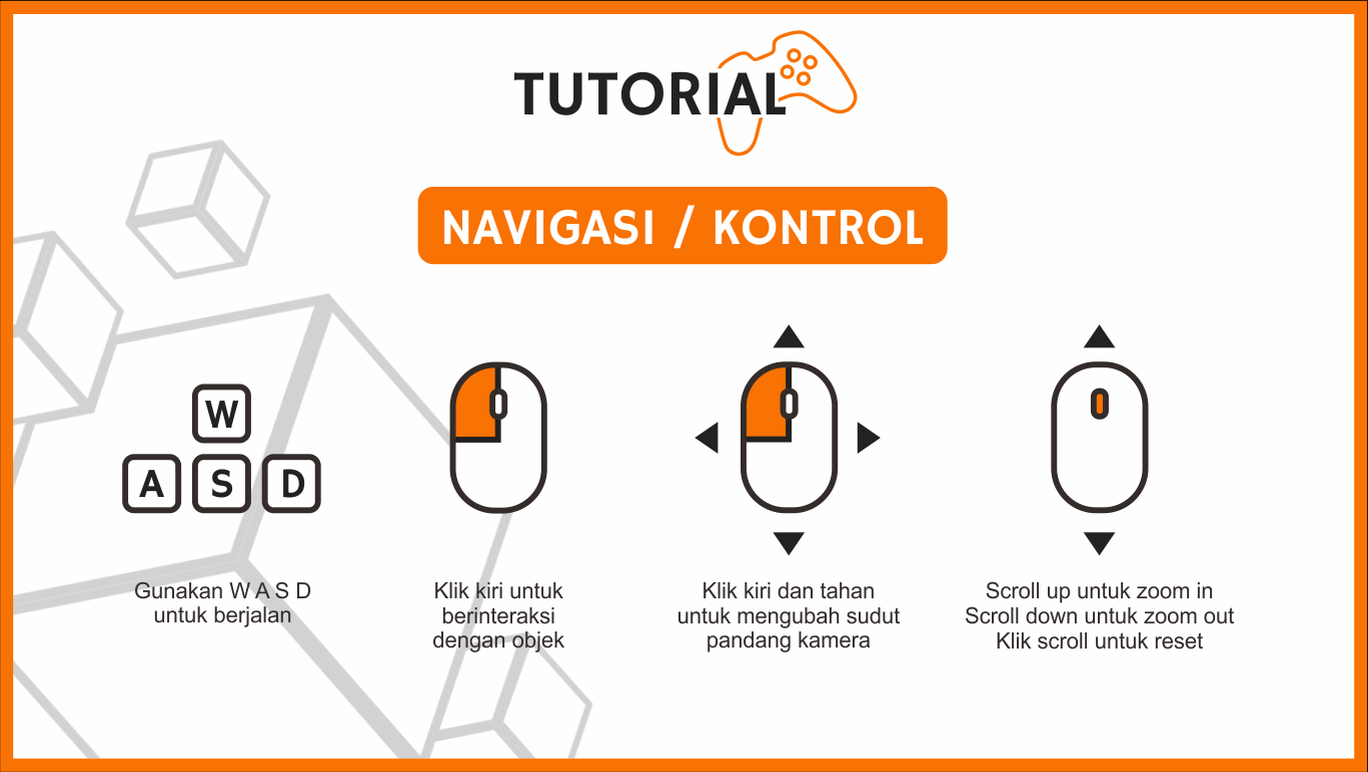 TUTORIAL
NAVIGASI / KONTROL
W
A S D
Gunakan W A S D
untuk berjalan
Klik kiri untuk
berinteraksi
dengan objek
Klik kiri dan tahan
untuk mengubah sudut
pandang kamera
Scroll up untuk zoom in
Scroll down untuk zoom out
Klik scroll untuk reset